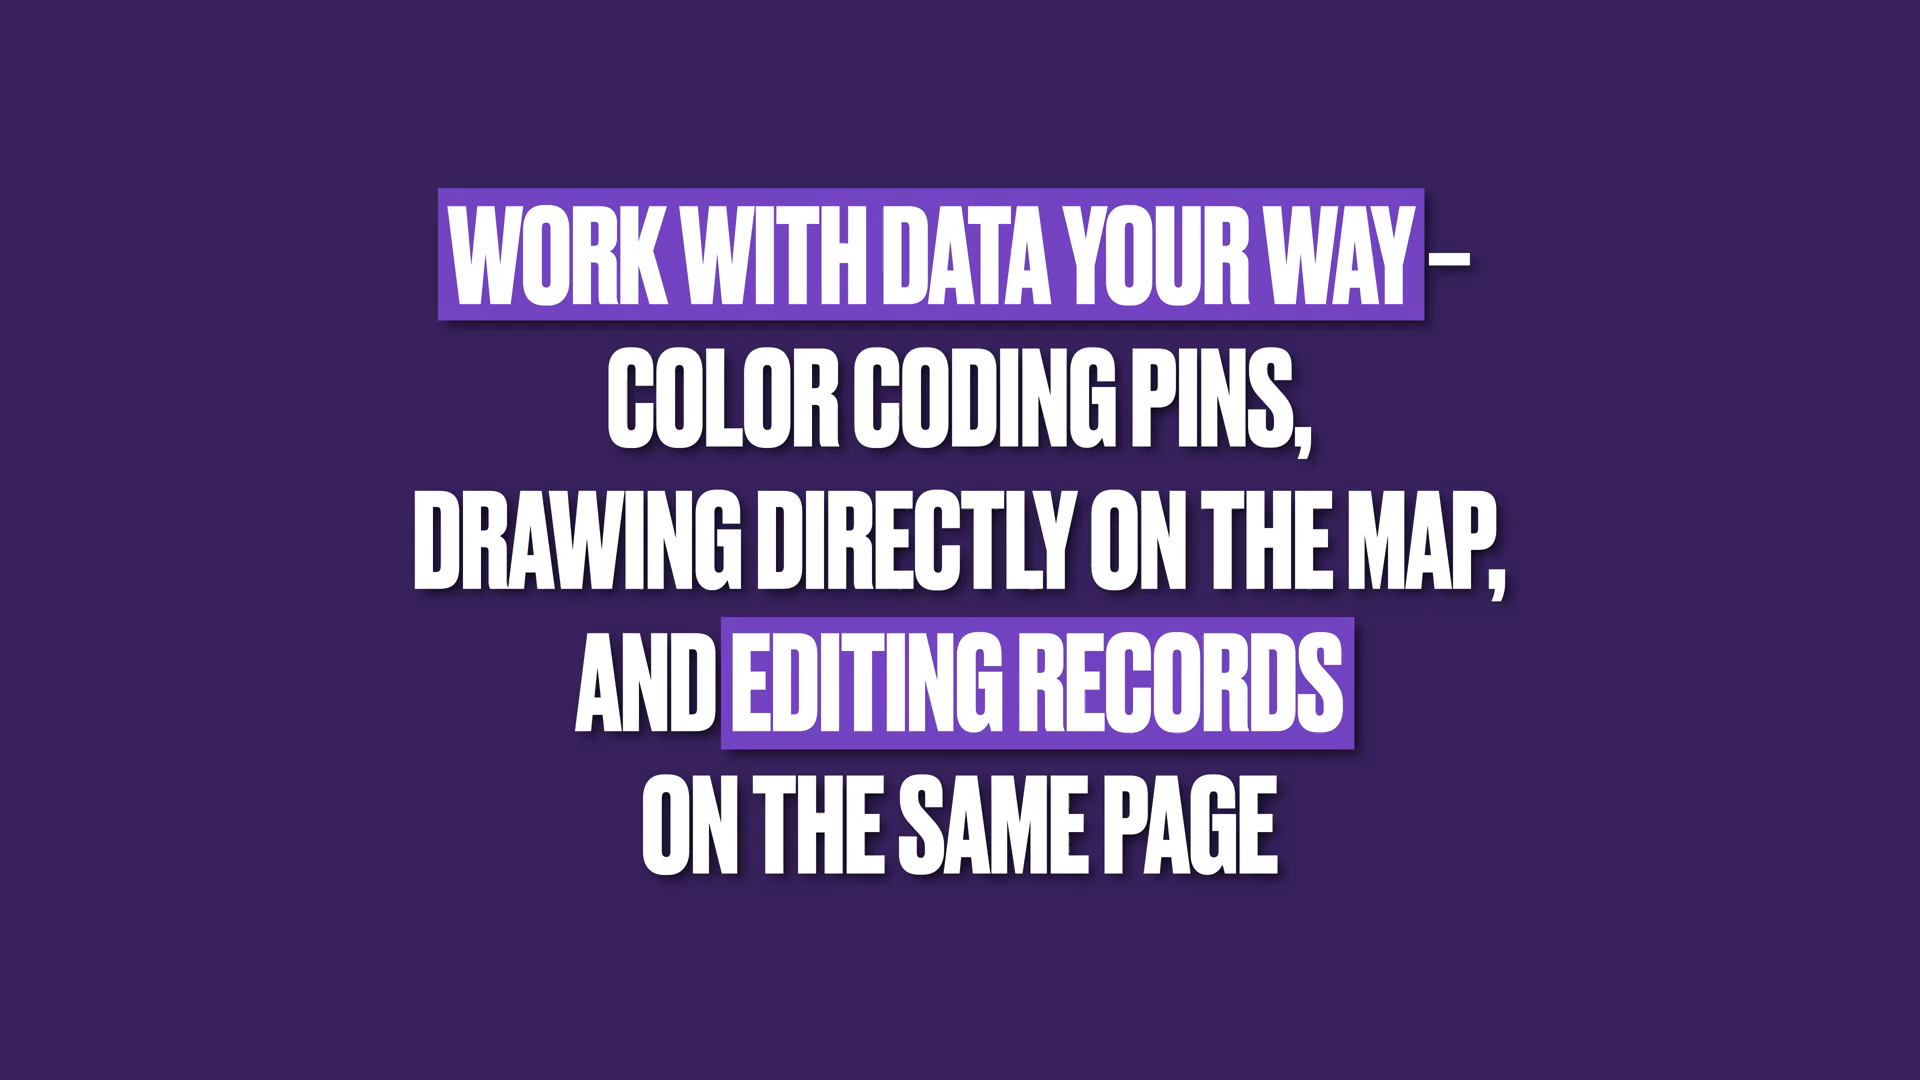 WORK WITH DATA YOUR WAY –
COLOR CODING PINS,
DRAWING DIRECTLY ON THE MAP,
AND EDITING RECORDS
ON THE SAME PAGE